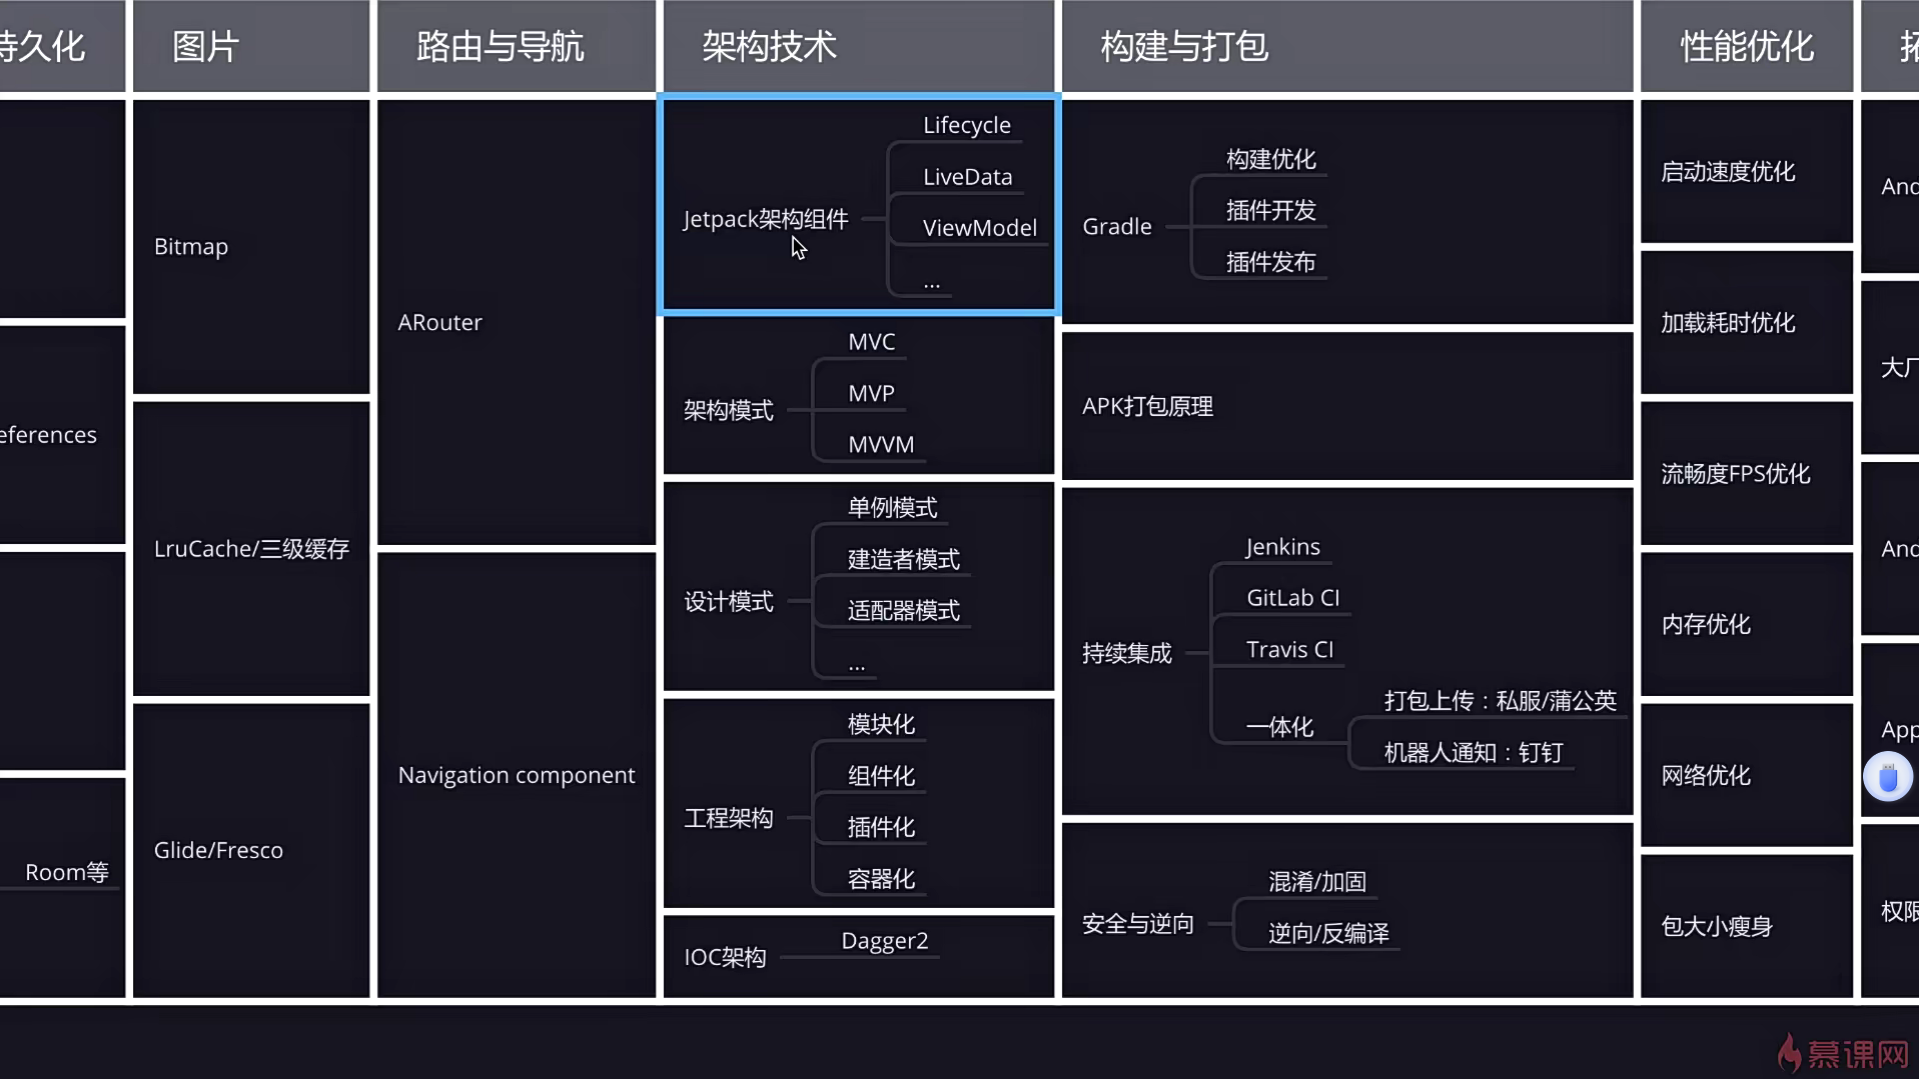 持久化
图片
路由与导航
架构技术
构建与打包
性能优化
拓
eferences
Room等
Bitmap
LruCache/三级缓存
Glide/Fresco
ARouter
Navigation component
Jetpack架构组件
Lifecycle
LiveData
ViewModel
...
架构模式
MVC
MVP
MVVM
设计模式
单例模式
建造者模式
适配器模式
...
工程架构
模块化
组件化
插件化
容器化
IOC架构
Dagger2
Gradle
构建优化
插件开发
插件发布
APK打包原理
持续集成
Jenkins
GitLab CI
Travis CI
一体化
打包上传：私服/蒲公英
机器人通知：钉钉
安全与逆向
混淆/加固
逆向/反编译
启动速度优化
加载耗时优化
流畅度FPS优化
内存优化
网络优化
包大小瘦身
And
大厂
And
App
权限
慕课网